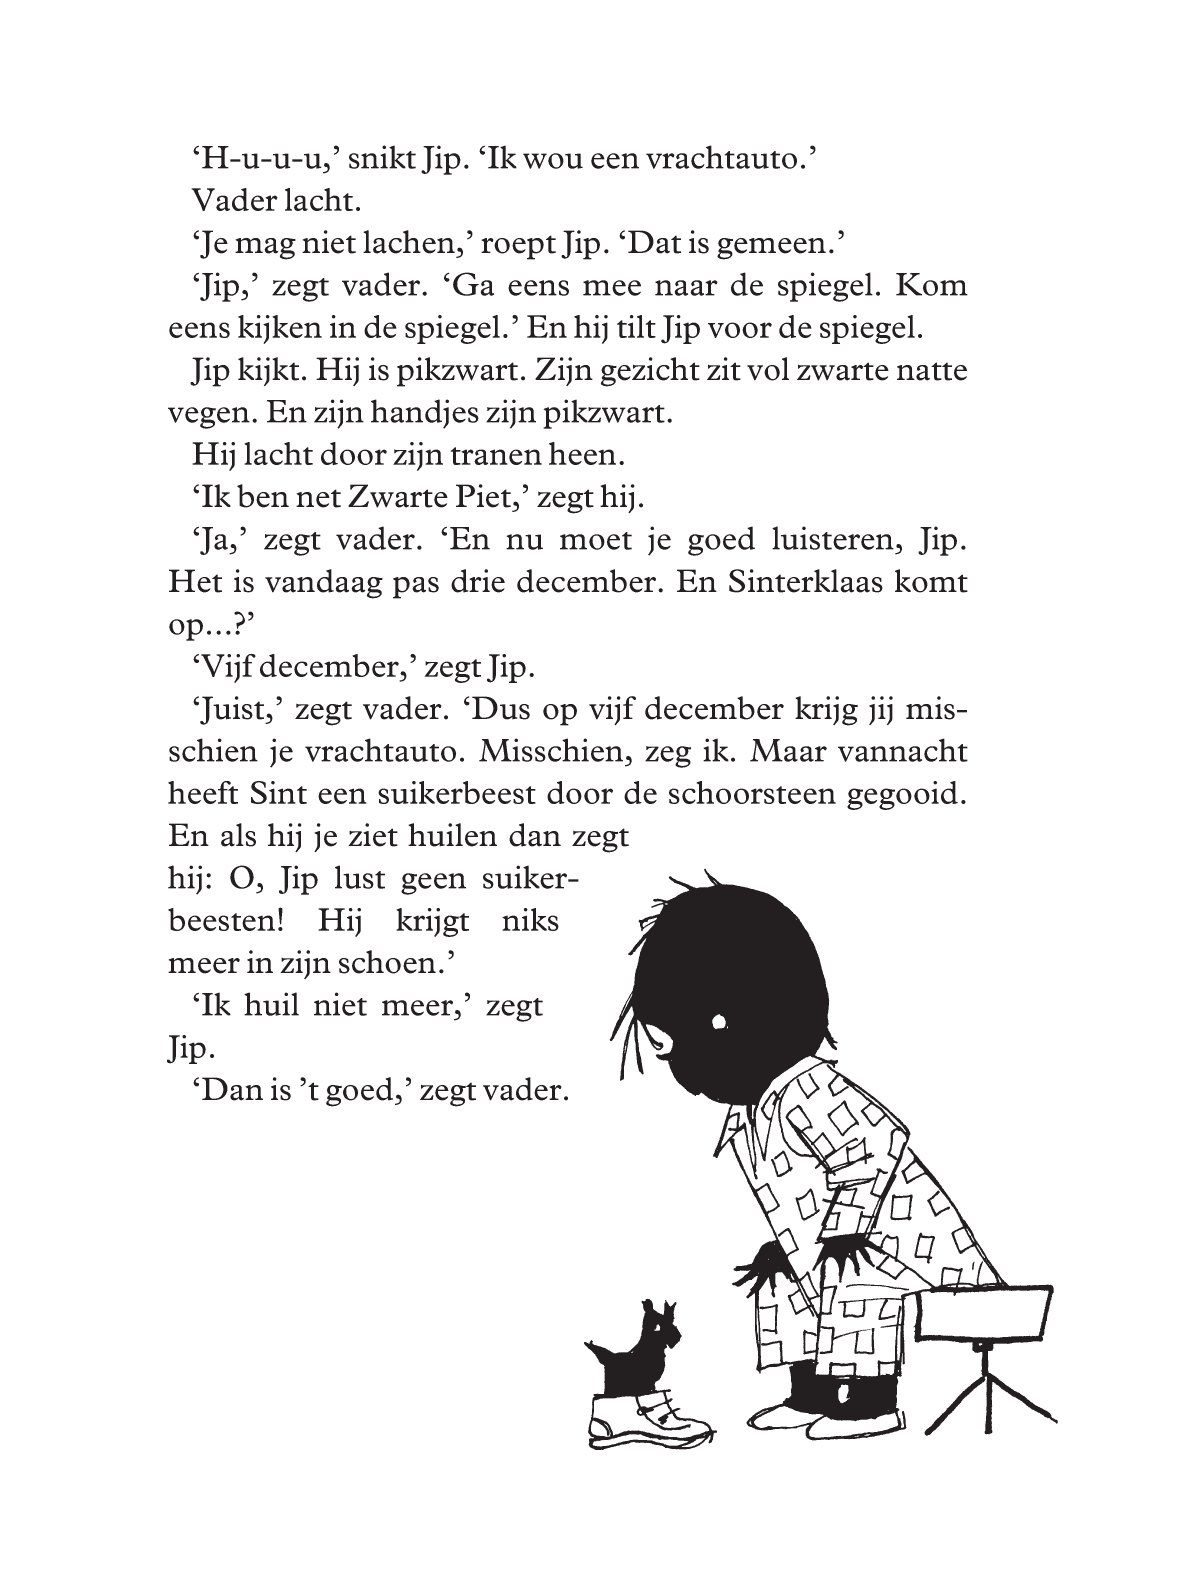 ‘H-u-u-u,’ snikt Jip. ‘Ik wou een vrachtauto.’
Vader lacht.
‘Je mag niet lachen,’ roept Jip. ‘Dat is gemeen.’
‘Jip,’ zegt vader. ‘Ga eens mee naar de spiegel. Kom
eens kijken in de spiegel.’ En hij tilt Jip voor de spiegel.
Jip kijkt. Hij is pikzwart. Zijn gezicht zit vol zwarte natte
vegen. En zijn handjes zijn pikzwart.
Hij lacht door zijn tranen heen.
‘Ik ben net Zwarte Piet,’ zegt hij.
‘Ja,’ zegt vader. ‘En nu moet je goed luisteren, Jip.
Het is vandaag pas drie december. En Sinterklaas komt
op...?’
‘Vijf december,’ zegt Jip.
‘Juist,’ zegt vader. ‘Dus op vijf december krijg jij mis-
schien je vrachtauto. Misschien, zeg ik. Maar vannacht
heeft Sint een suikerbeest door de schoorsteen gegooid.
En als hij je ziet huilen dan zegt
hij: O, Jip lust geen suiker-
beesten! Hij krijgt niks
meer in zijn schoen.’
‘Ik huil niet meer,’ zegt
Jip.
‘Dan is ’t goed,’ zegt vader.